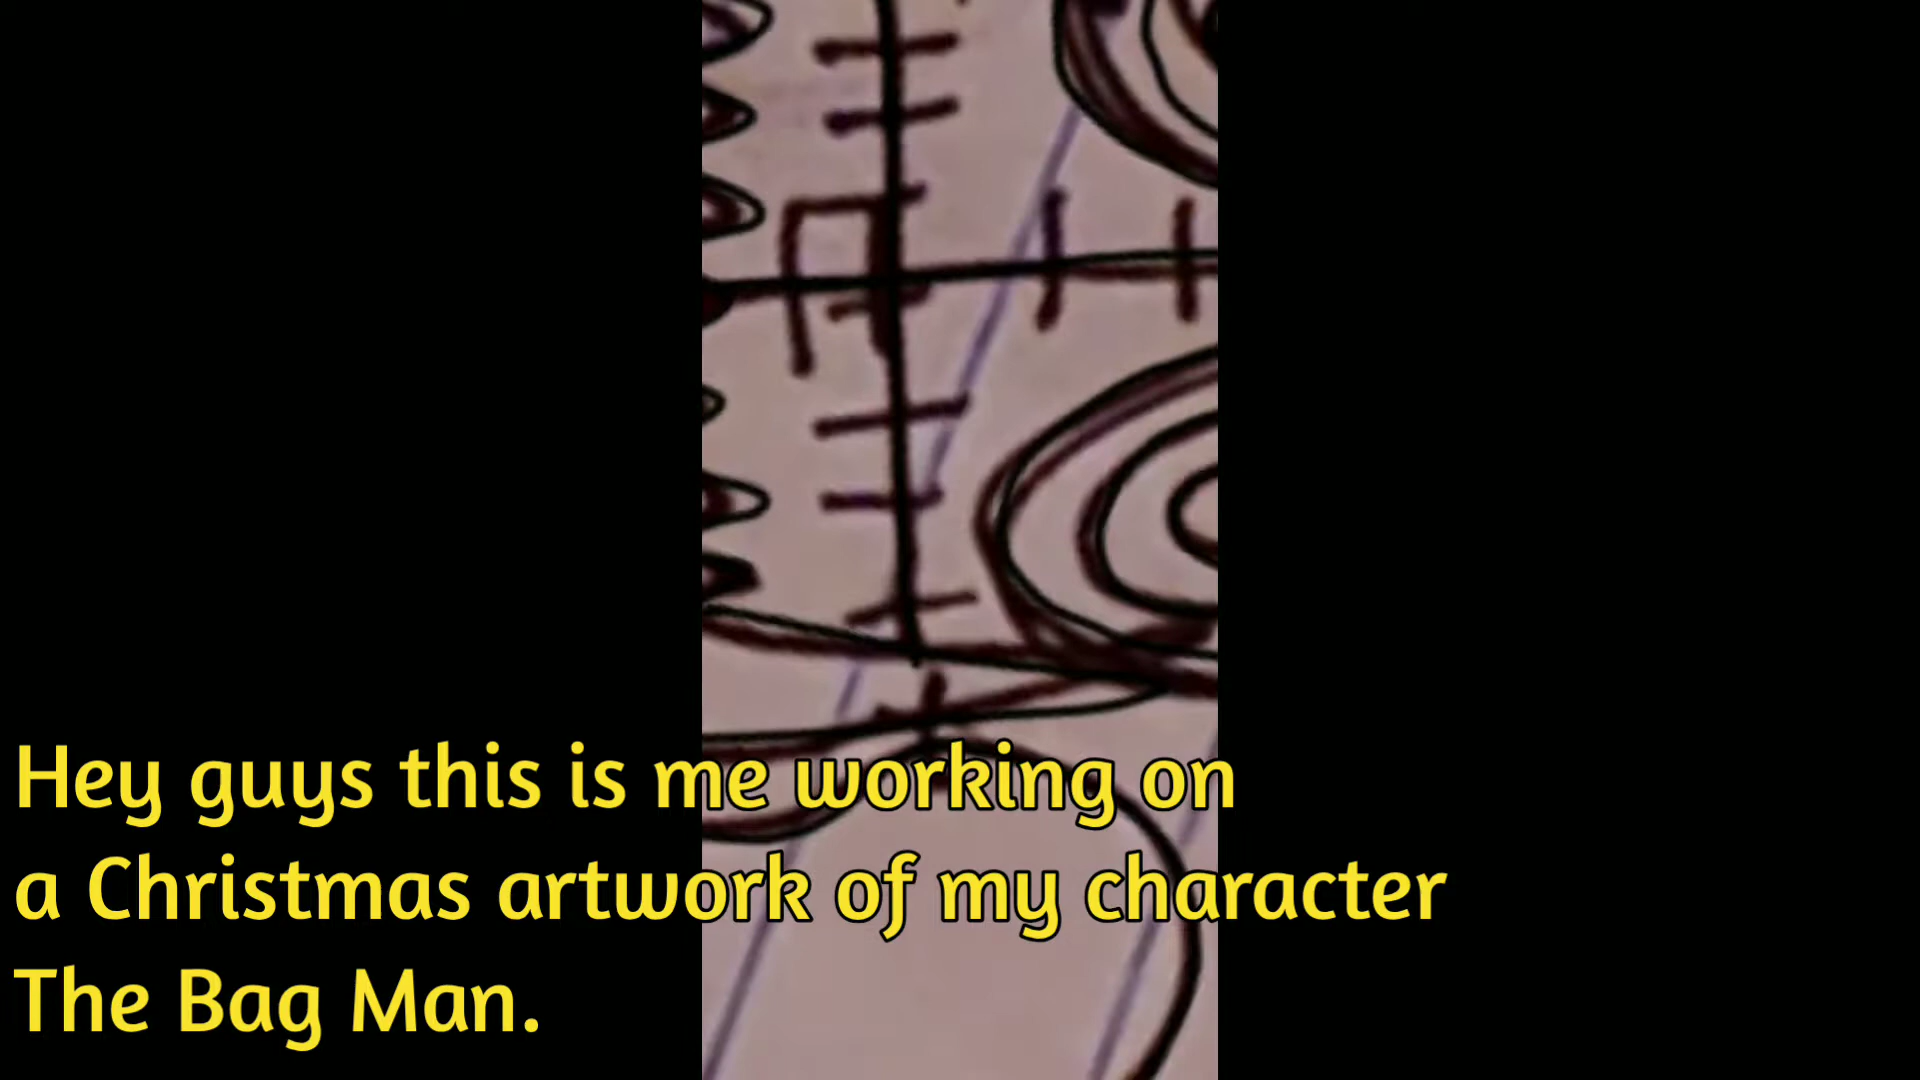 Hey guys this is me working on
a Christmas artwork of my character
The Bag Man.